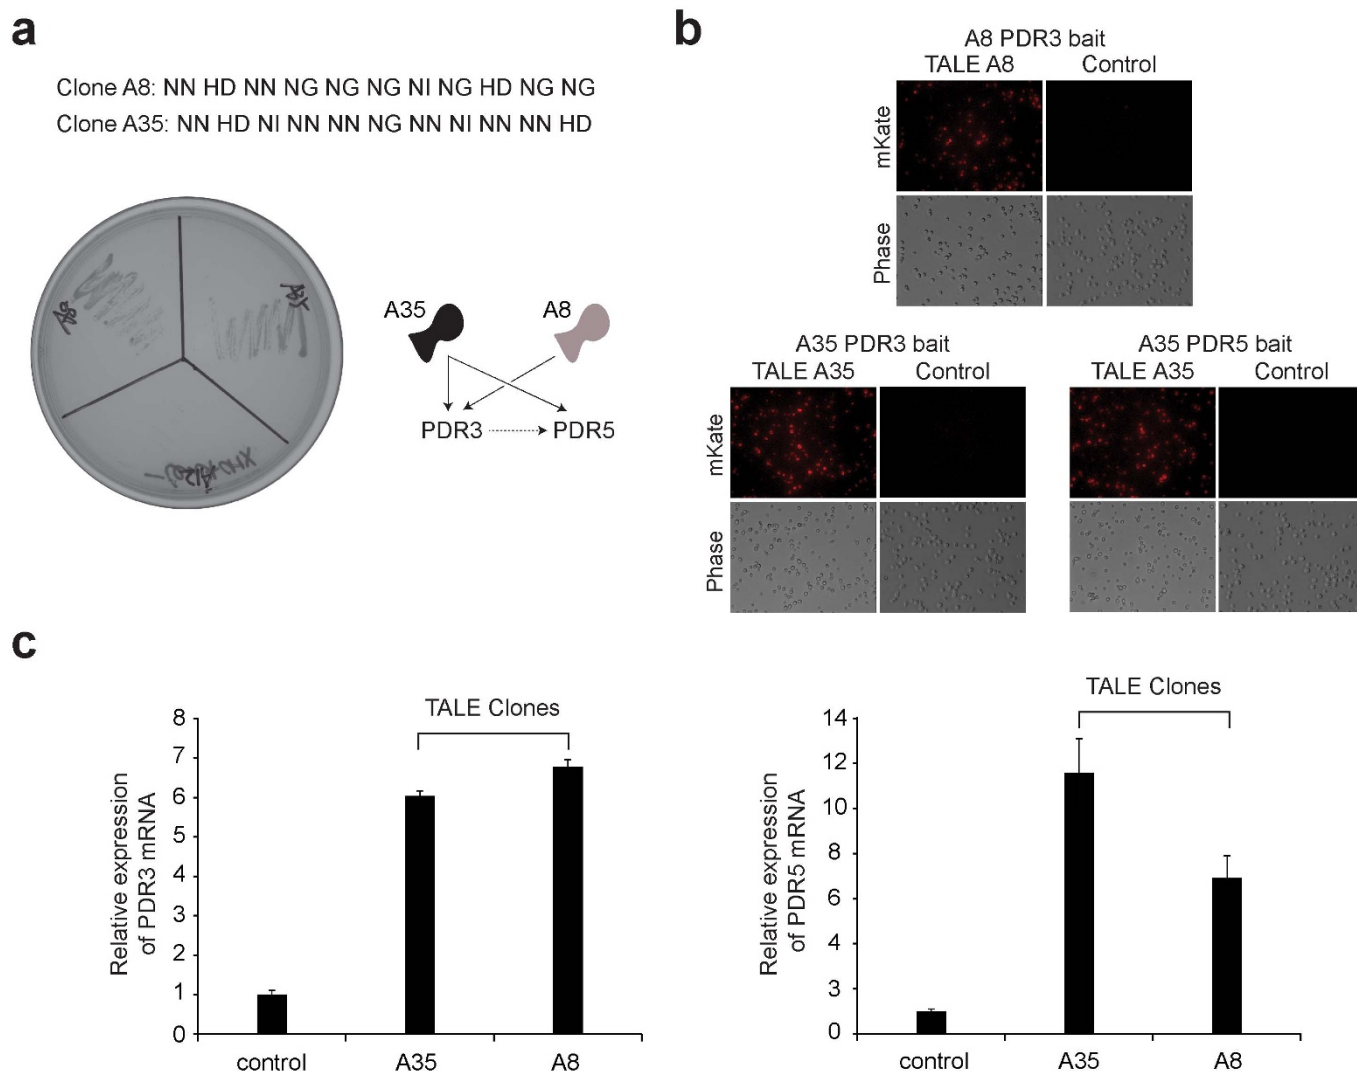 a
Clone A8: NN HD NN NG NG NG NI NG HD NG NG
Clone A35: NN HD NI NN NN NG NN NI NN NN HD
A8
A35
A35
A8
PDR3
PDR5
b
A8 PDR3 bait
TALE A8
Control
mKate
Phase
A35 PDR3 bait
TALE A35
Control
mKate
Phase
A35 PDR5 bait
TALE A35
Control
c
TALE Clones
Relative expression
of PDR3 mRNA
8
7
6
5
4
3
2
1
0
control
A35
A8
TALE Clones
Relative expression
of PDR5 mRNA
14
12
10
8
6
4
3
0
control
A35
A8